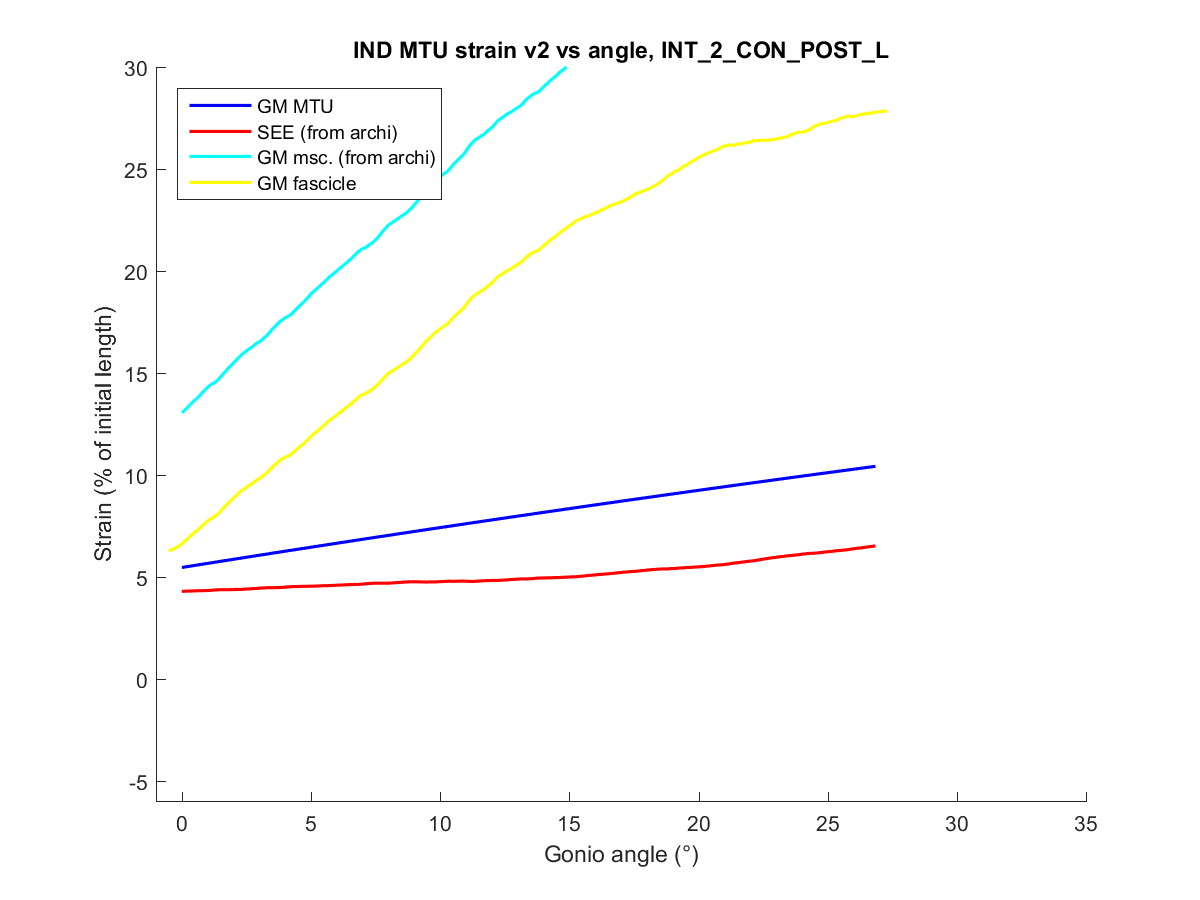 IND MTU strain v2 vs angle, INT_2_CON_POST_L
GM MTU
SEE (from archi)
GM msc. (from archi)
GM fascicle
Strain (% of initial length)
30
25
20
15
10
5
0
-5
0 5 10 15 20 25 30 35
Gonio angle (°)